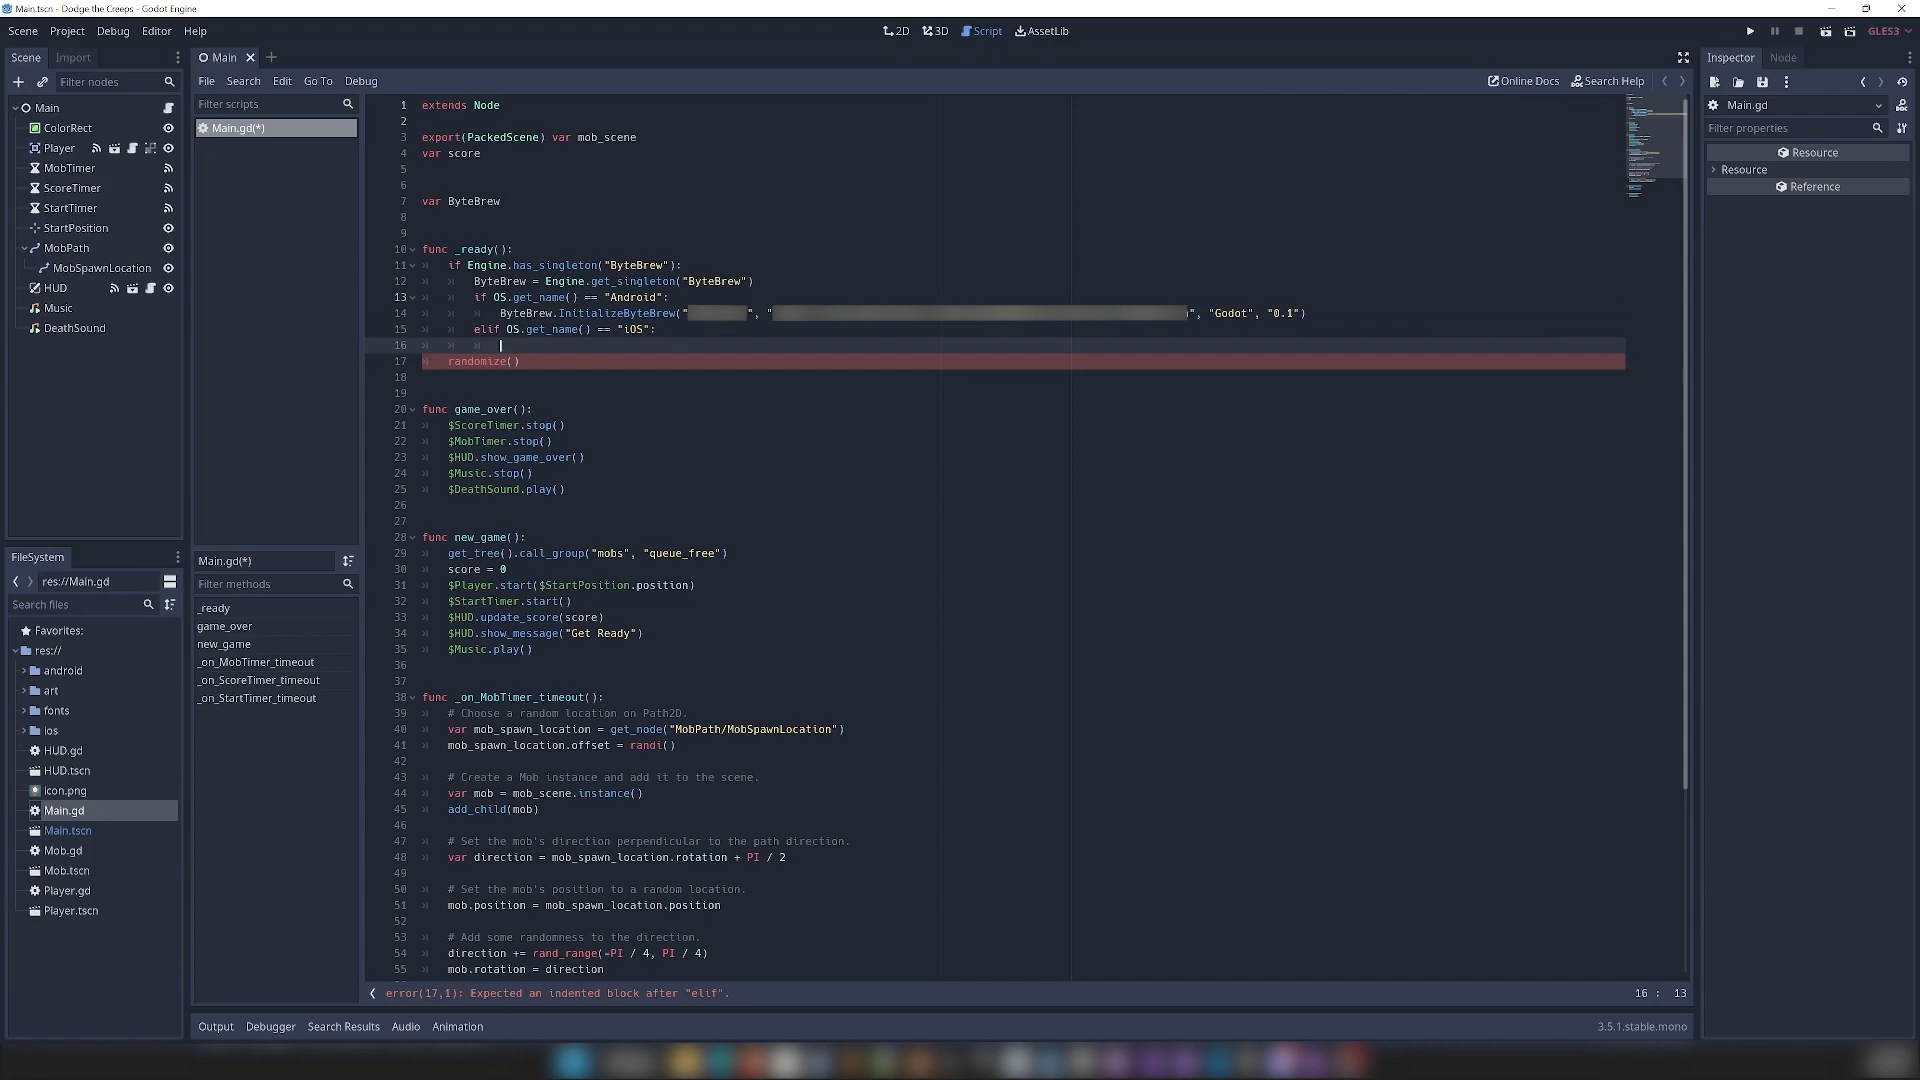 Main.tscn - Dodge the Creeps - Godot Engine
Scene Project Debug Editor Help
2D 3D Script AssetLib
GLES3
Scene Import
Filter nodes
Main
ColorRect
Player
MobTimer
ScoreTimer
StartTimer
StartPosition
MobPath
MobSpawnLocation
HUD
Music
DeathSound
FileSystem
res://Main.gd
Search files
Favorites:
res://
android
art
fonts
ios
HUD.gd
HUD.tscn
icon.png
Main.gd
Main.tscn
Mob.gd
Mob.tscn
Player.gd
Player.tscn
Main
File Search Edit Go To Debug
Online Docs Search Help
Filter scripts
Main.gd(*)
Main.gd(*)
Filter methods
_ready
game_over
new_game
_on_MobTimer_timeout
_on_ScoreTimer_timeout
_on_StartTimer_timeout
1 extends Node
2
3 export(PackedScene) var mob_scene
4 var score
5
6
7 var ByteBrew
8
9
10 func _ready():
11 if Engine.has_singleton("ByteBrew"):
12 ByteBrew = Engine.get_singleton("ByteBrew")
13 if OS.get_name() == "Android":
14 ByteBrew.InitializeByteBrew(" ", " ", "Godot", "0.1")
15 elif OS.get_name() == "iOS":
16
17 randomize()
18
19
20 func game_over():
21 $ScoreTimer.stop()
22 $MobTimer.stop()
23 $HUD.show_game_over()
24 $Music.stop()
25 $DeathSound.play()
26
27
28 func new_game():
29 get_tree().call_group("mobs", "queue_free")
30 score = 0
31 $Player.start($StartPosition.position)
32 $StartTimer.start()
33 $HUD.update_score(score)
34 $HUD.show_message("Get Ready")
35 $Music.play()
36
37
38 func _on_MobTimer_timeout():
39 # Choose a random location on Path2D.
40 var mob_spawn_location = get_node("MobPath/MobSpawnLocation")
41 mob_spawn_location.offset = randi()
42
43 # Create a Mob instance and add it to the scene.
44 var mob = mob_scene.instance()
45 add_child(mob)
46
47 # Set the mob's direction perpendicular to the path direction.
48 var direction = mob_spawn_location.rotation + PI / 2
49
50 # Set the mob's position to a random location.
51 mob.position = mob_spawn_location.position
52
53 # Add some randomness to the direction.
54 direction += rand_range(-PI / 4, PI / 4)
55 mob.rotation = direction
error(17,1): Expected an indented block after "elif".
16 : 13
Output Debugger Search Results Audio Animation
3.5.1.stable.mono
Inspector Node
Main.gd
Filter properties
Resource
Resource
Reference